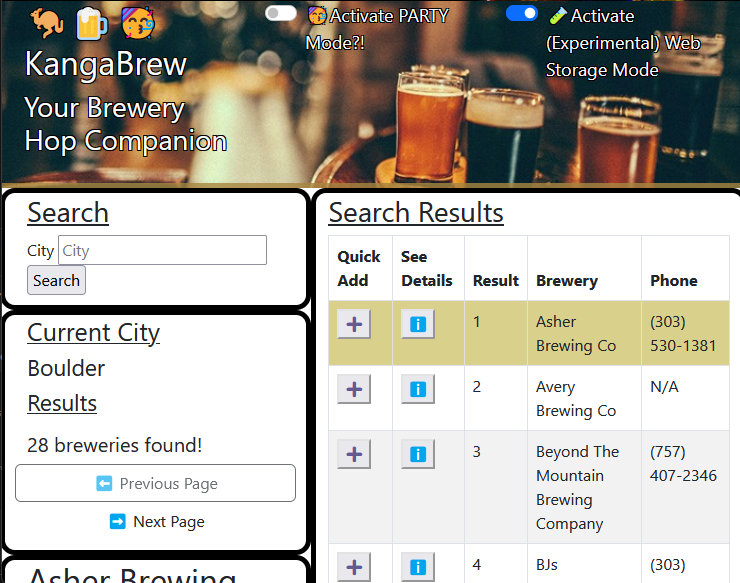 KangaBrew
Your Brewery
Hop Companion
Activate PARTY
Mode?!
Activate
(Experimental) Web
Storage Mode
Search
City City
Search
Current City
Boulder
Results
28 breweries found!
Previous Page
Next Page
Asher Brewing
Search Results
Quick Add See Details Result Brewery Phone
1 Asher Brewing Co (303) 530-1381
2 Avery Brewing Co N/A
3 Beyond The Mountain Brewing Company (757) 407-2346
4 BJs (303)